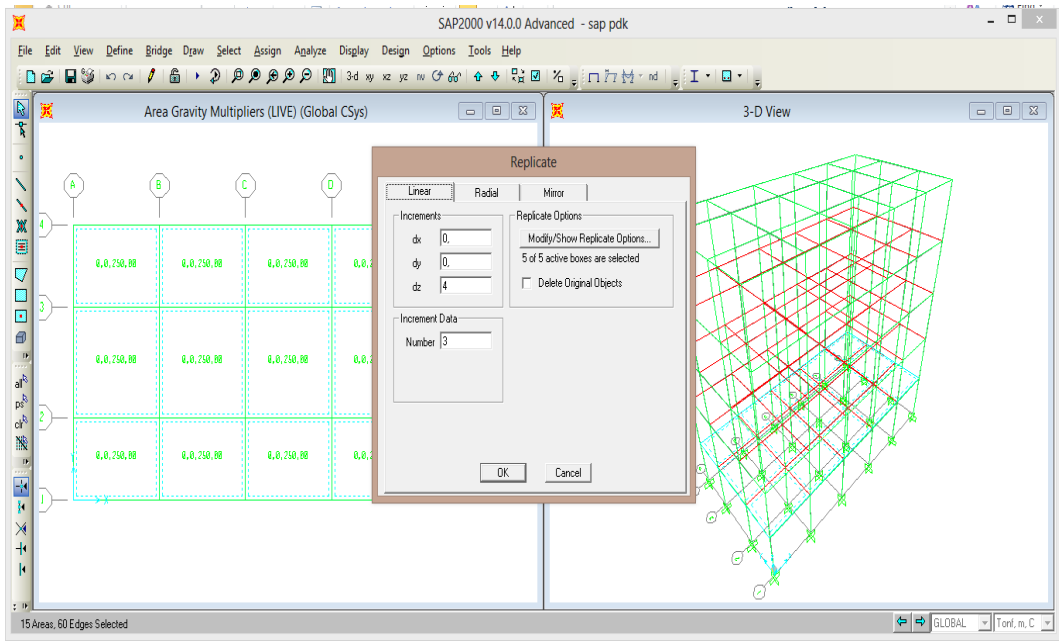 SAP2000 v14.0.0 Advanced - sap pdk
File Edit View Define Bridge Draw Select Assign Analyze Display Design Options Tools Help
3-d xy xz yz nv nd
Area Gravity Multipliers (LIVE) (Global CSys)
3-D View
Replicate
Linear Radial Mirror
Increments
dx 0,
dy 0,
dz 4
Increment Data
Number 3
Replicate Options
Modify/Show Replicate Options...
5 of 5 active boxes are selected
Delete Original Objects
OK Cancel
A B C D
4
0,0,250,00 0,0,250,00 0,0,250,00
3
0,0,250,00 0,0,250,00 0,0,250,00
2
0,0,250,00 0,0,250,00 0,0,250,00
1
all
ps
clr
15 Areas, 60 Edges Selected
GLOBAL Tonf, m, C